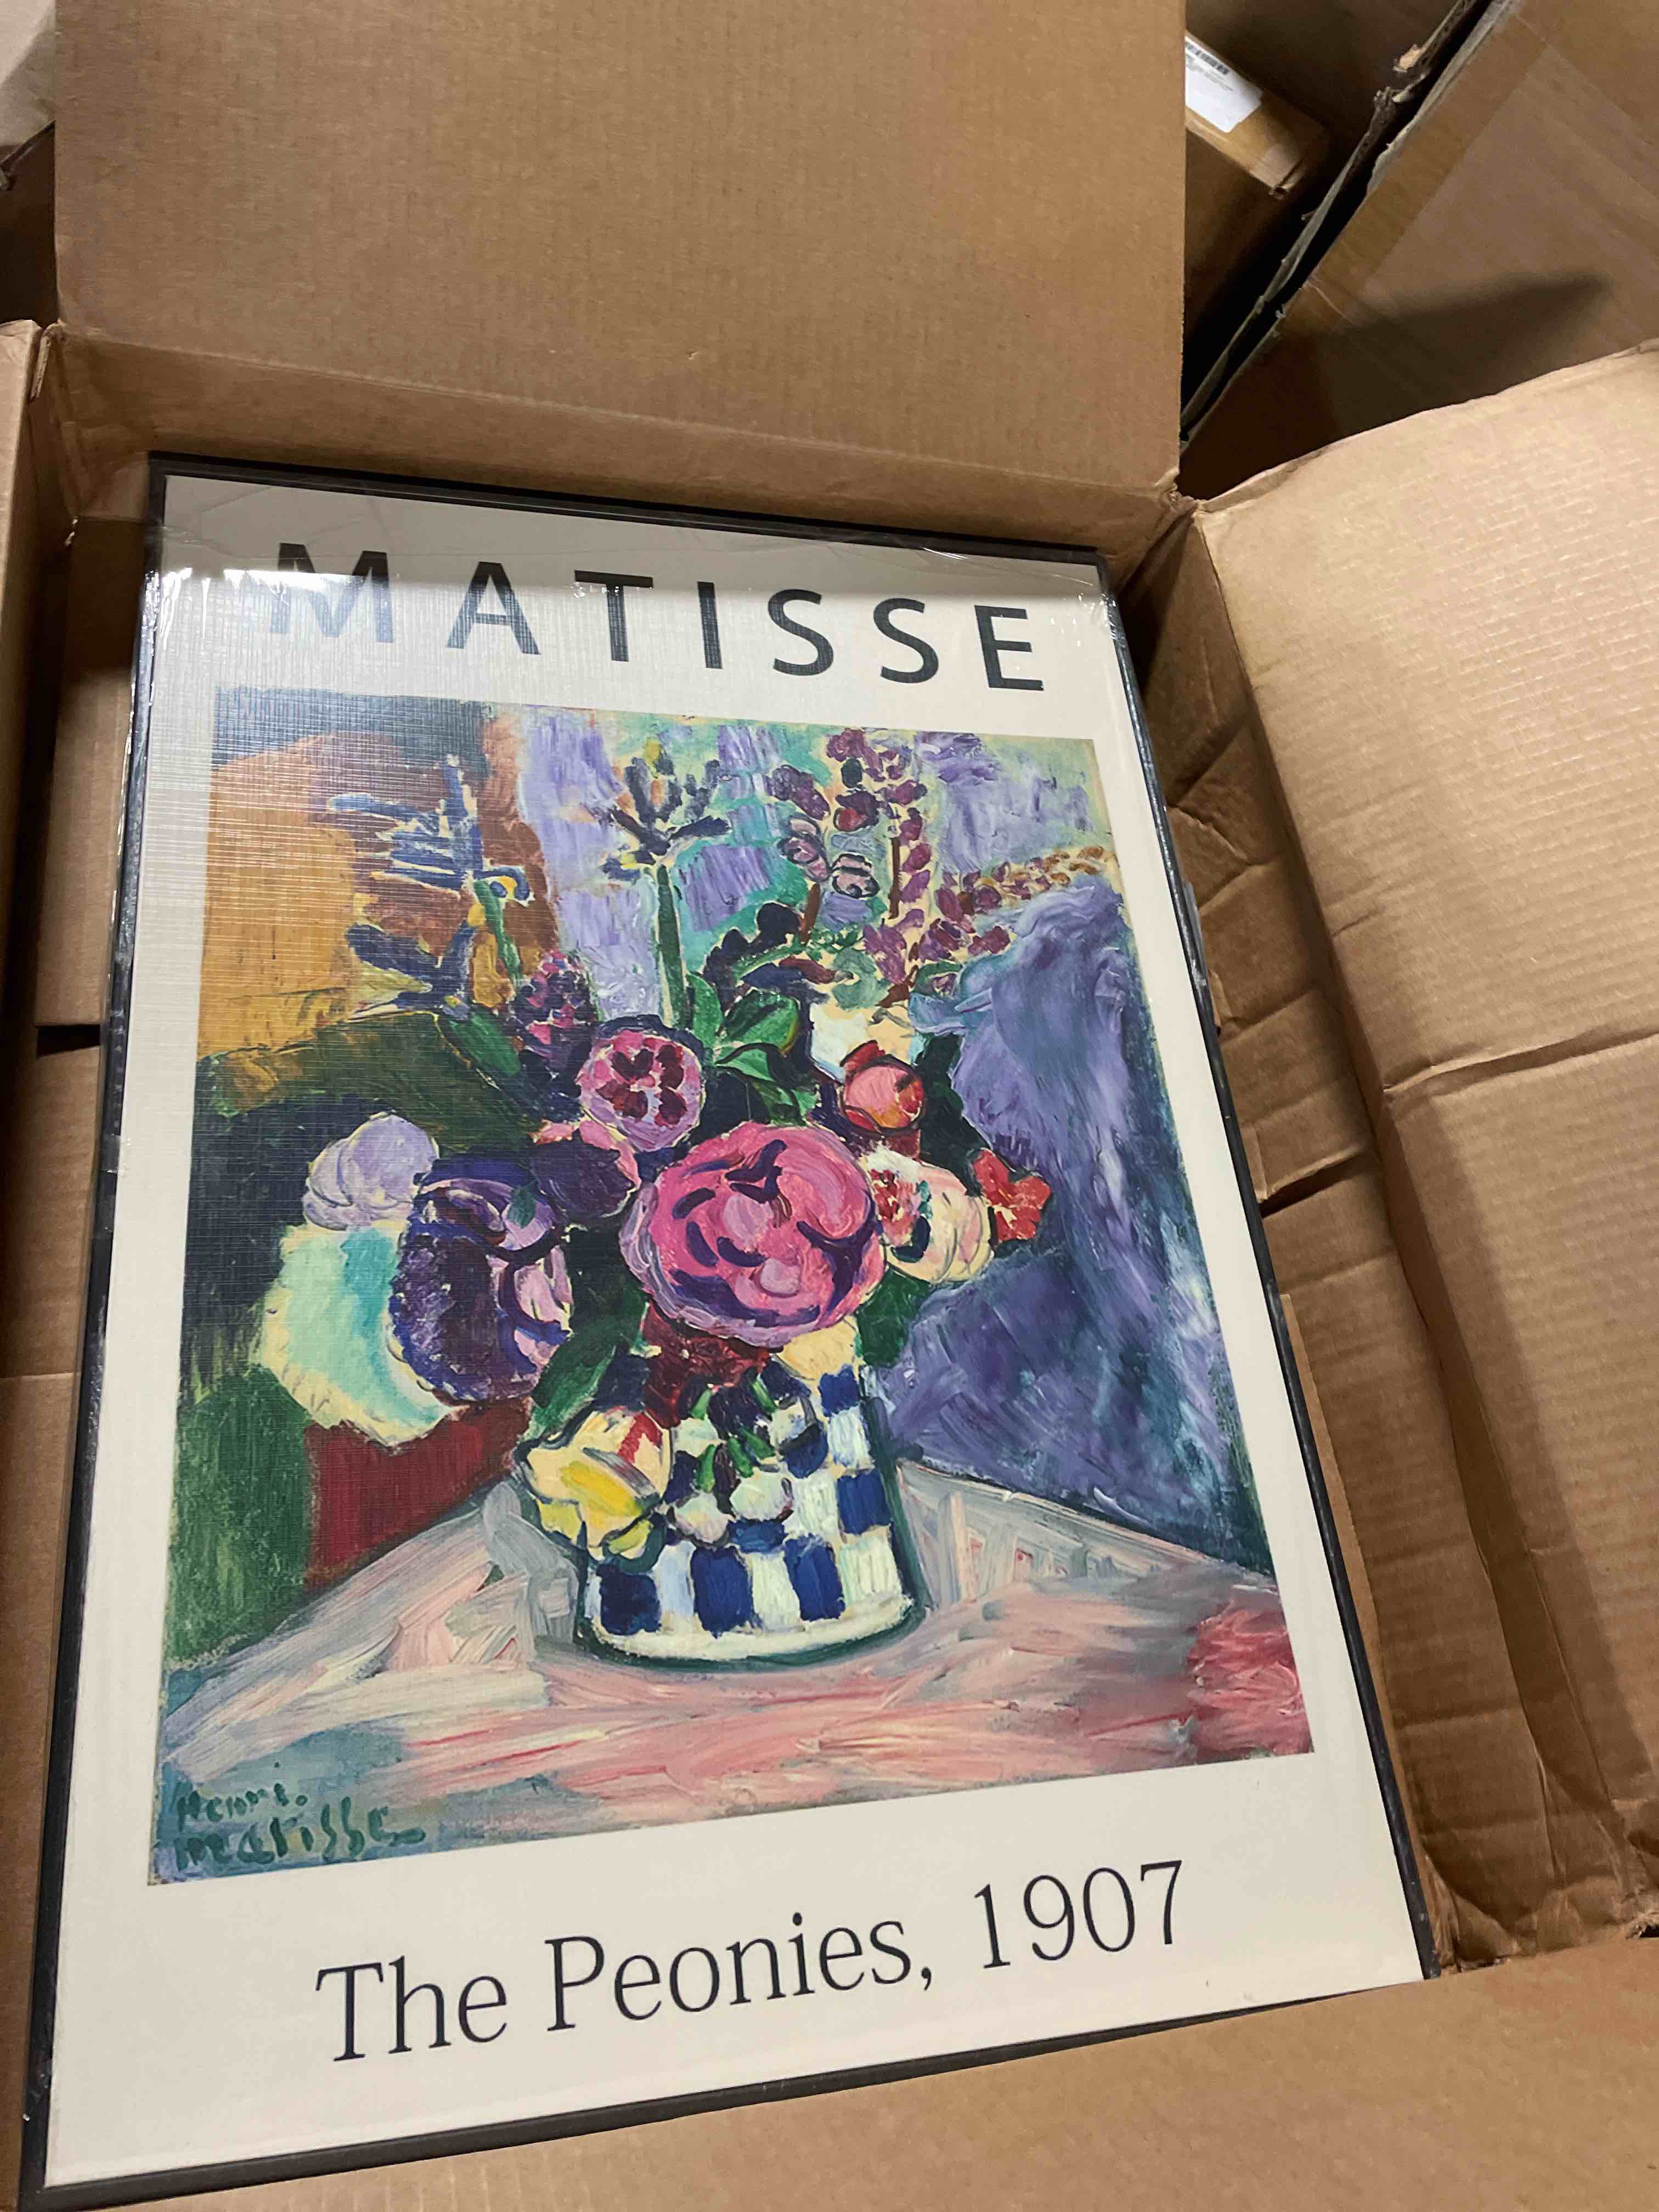 MATISSE
Henri.
Matisse
The Peonies, 1907